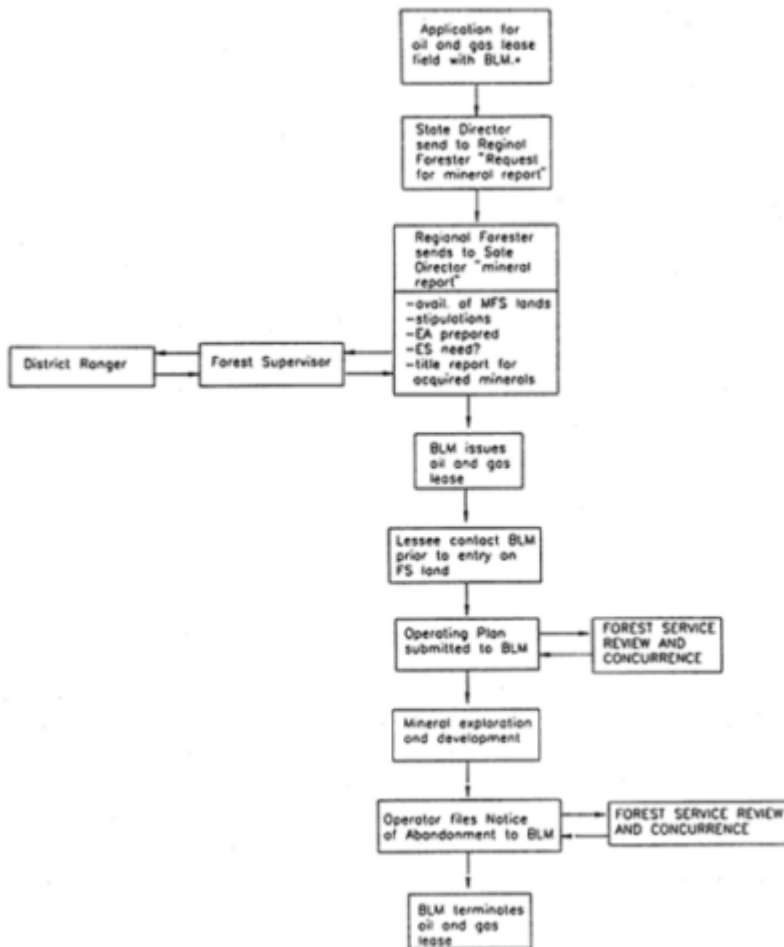 Application for
oil and gas lease
field with BLM.*
State Director
send to Reginal
Forester "Request
for mineral report"
Regional Forester
sends to Sate
Director "mineral
report"
-avail. of MFS lands
-stipulations
-EA prepared
-ES need?
-title report for
acquired minerals
District Ranger
Forest Supervisor
BLM issues
oil and gas
lease
Lessee contact BLM
prior to entry on
FS land
Operating Plan
submitted to BLM
FOREST SERVICE
REVIEW AND
CONCURRENCE
Mineral exploration
and development
Operator files Notice
of Abandonment to BLM
FOREST SERVICE REVIEW
AND CONCURRENCE
BLM terminates
oil and gas
lease